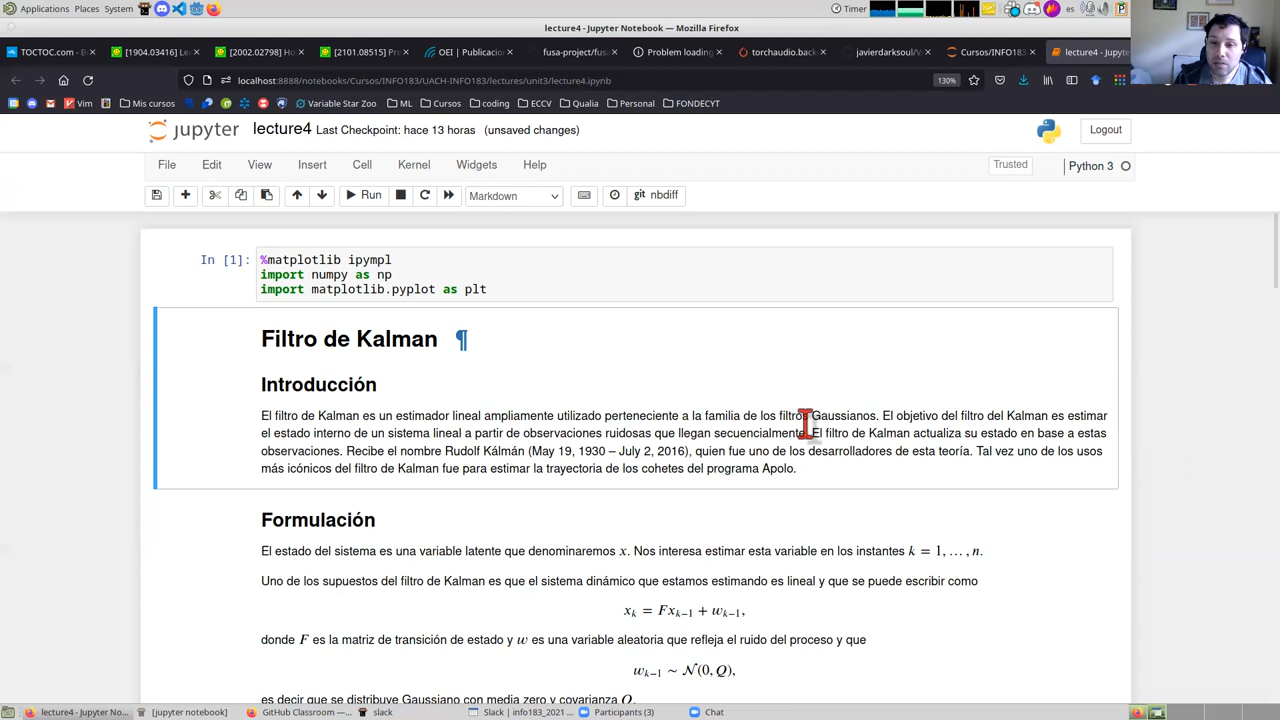 Applications Places System
Timer
es
lecture4 - Jupyter Notebook — Mozilla Firefox
TOCTOC.com - B
[1904.03416] Le
[2002.02798] Ho
[2101.08515] Pre
OEI | Publicacion
fusa-project/fusa
Problem loading
torchaudio.back
javierdarksoul/V
Cursos/INFO183
lecture4 - Jupyte
localhost:8888/notebooks/Cursos/INFO183/UACH-INFO183/lectures/unit3/lecture4.ipynb
130%
Vim Mis cursos Variable Star Zoo ML Cursos coding ECCV Qualia Personal FONDECYT
jupyter lecture4 Last Checkpoint: hace 13 horas (unsaved changes) Logout
File Edit View Insert Cell Kernel Widgets Help Trusted Python 3
Run Markdown git nbdiff
In [1]: %matplotlib ipympl
import numpy as np
import matplotlib.pyplot as plt
Filtro de Kalman ¶
Introducción
El filtro de Kalman es un estimador lineal ampliamente utilizado perteneciente a la familia de los filtros Gaussianos. El objetivo del filtro del Kalman es estimar
el estado interno de un sistema lineal a partir de observaciones ruidosas que llegan secuencialmente. El filtro de Kalman actualiza su estado en base a estas
observaciones. Recibe el nombre Rudolf Kálmán (May 19, 1930 – July 2, 2016), quien fue uno de los desarrolladores de esta teoría. Tal vez uno de los usos
más icónicos del filtro de Kalman fue para estimar la trayectoria de los cohetes del programa Apolo.
Formulación
El estado del sistema es una variable latente que denominaremos x. Nos interesa estimar esta variable en los instantes k = 1, … , n.
Uno de los supuestos del filtro de Kalman es que el sistema dinámico que estamos estimando es lineal y que se puede escribir como
xₖ = Fxₖ₋₁ + wₖ₋₁,
donde F es la matriz de transición de estado y w es una variable aleatoria que refleja el ruido del proceso y que
wₖ₋₁ ∼ 𝒩(0, Q),
es decir que se distribuye Gaussiano con media zero y covarianza Q.
lecture4 - Jupyter No...
[jupyter notebook]
GitHub Classroom —...
slack
Slack | info183_2021 ...
Participants (3)
Chat